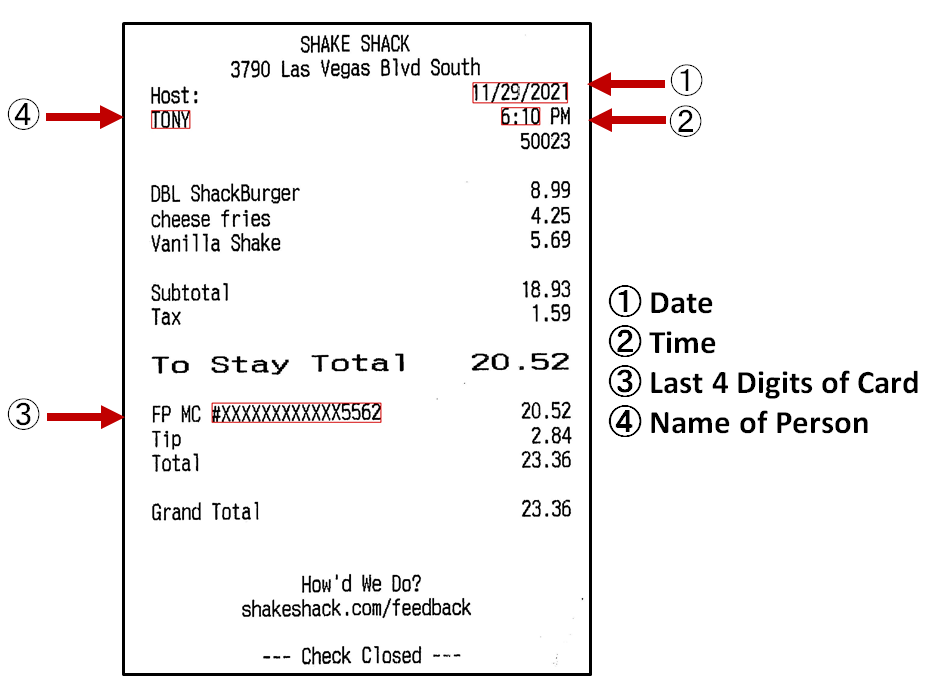 SHAKE SHACK
3790 Las Vegas Blvd South
Host: 11/29/2021 ①
④ TONY 6:10 PM ②
50023
DBL ShackBurger 8.99
cheese fries 4.25
Vanilla Shake 5.69
Subtotal 18.93
Tax 1.59
To Stay Total 20.52
③ FP MC #XXXXXXXXXXXX5562 20.52
Tip 2.84
Total 23.36
Grand Total 23.36
How'd We Do?
shakeshack.com/feedback
--- Check Closed ---
① Date
② Time
③ Last 4 Digits of Card
④ Name of Person